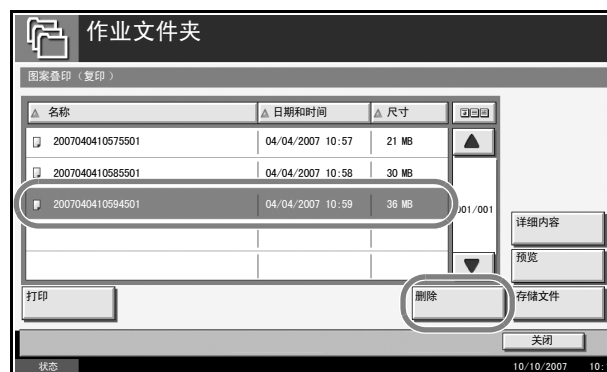 作业文件夹
图案叠印（复印）
名称 日期和时间 尺寸
2007040410575501 04/04/2007 10:57 21 MB
2007040410585501 04/04/2007 10:58 30 MB
2007040410594501 04/04/2007 10:59 36 MB
001/001
详细内容
预览
打印 删除 存储文件
关闭
状态 10/10/2007 10: